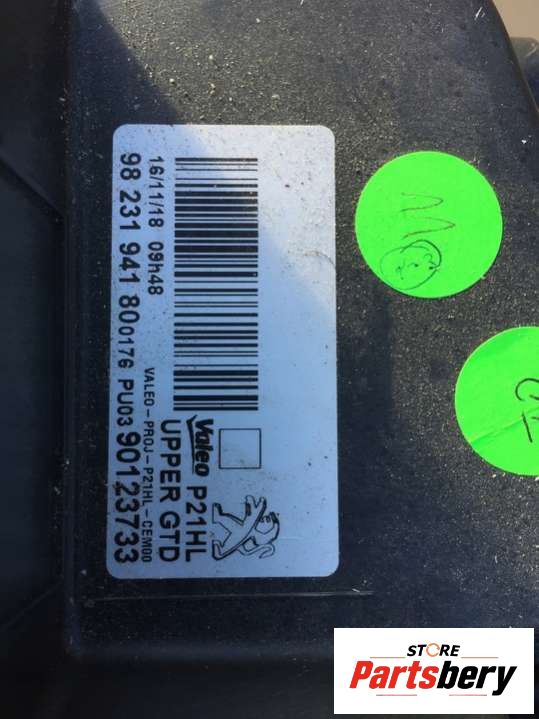 Valeo P21HL
UPPER GTD
16/11/18 09h48
VALEO-PROJ-P21HL-CEM00
98 231 941 80 0176 PU03 90123733
STORE
Partsbery